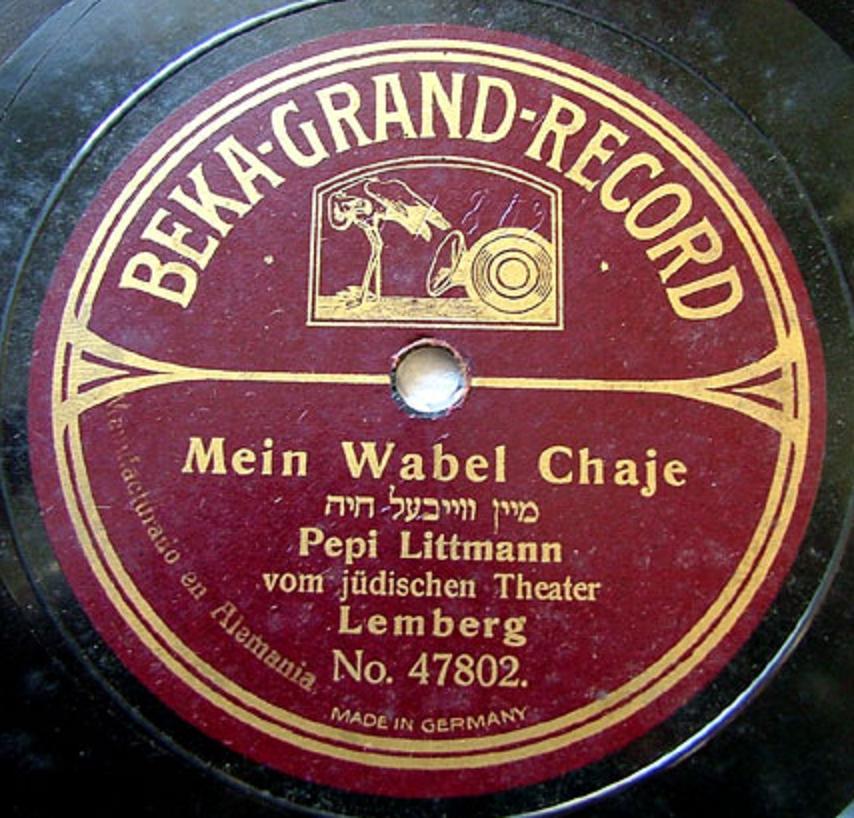 BEKA-GRAND-RECORD
Mein Wabel Chaje
מיין ווייבעל חיה
Pepi Littmann
vom jüdischen Theater
Lemberg
No. 47802.
Manufacturado en Alemania
MADE IN GERMANY